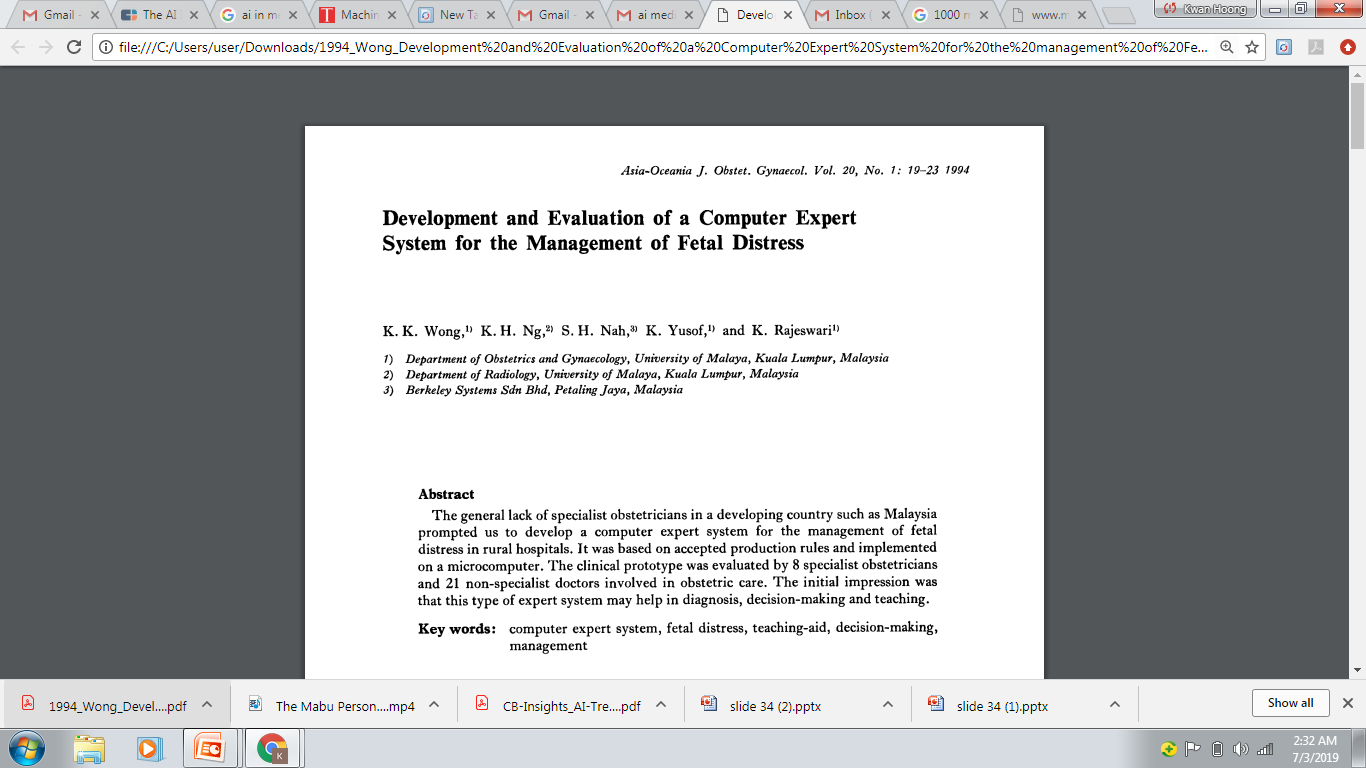 Gmail -
The AI
ai in m
Machin
New Ta
Gmail -
ai med
Develo
Inbox (
1000 m
www.m
Kwan Hoong
file:///C:/Users/user/Downloads/1994_Wong_Development%20and%20Evaluation%20of%20a%20Computer%20Expert%20System%20for%20the%20management%20of%20Fe...
Asia-Oceania J. Obstet. Gynaecol. Vol. 20, No. 1: 19–23 1994
Development and Evaluation of a Computer Expert
System for the Management of Fetal Distress
K. K. Wong,¹⁾ K. H. Ng,²⁾ S. H. Nah,³⁾ K. Yusof,¹⁾ and K. Rajeswari¹⁾
1) Department of Obstetrics and Gynaecology, University of Malaya, Kuala Lumpur, Malaysia
2) Department of Radiology, University of Malaya, Kuala Lumpur, Malaysia
3) Berkeley Systems Sdn Bhd, Petaling Jaya, Malaysia
Abstract
The general lack of specialist obstetricians in a developing country such as Malaysia
prompted us to develop a computer expert system for the management of fetal
distress in rural hospitals. It was based on accepted production rules and implemented
on a microcomputer. The clinical prototype was evaluated by 8 specialist obstetricians
and 21 non-specialist doctors involved in obstetric care. The initial impression was
that this type of expert system may help in diagnosis, decision-making and teaching.
Key words: computer expert system, fetal distress, teaching-aid, decision-making,
management
1994_Wong_Devel....pdf
The Mabu Person....mp4
CB-Insights_AI-Tre....pdf
slide 34 (2).pptx
slide 34 (1).pptx
Show all
K
2:32 AM
7/3/2019